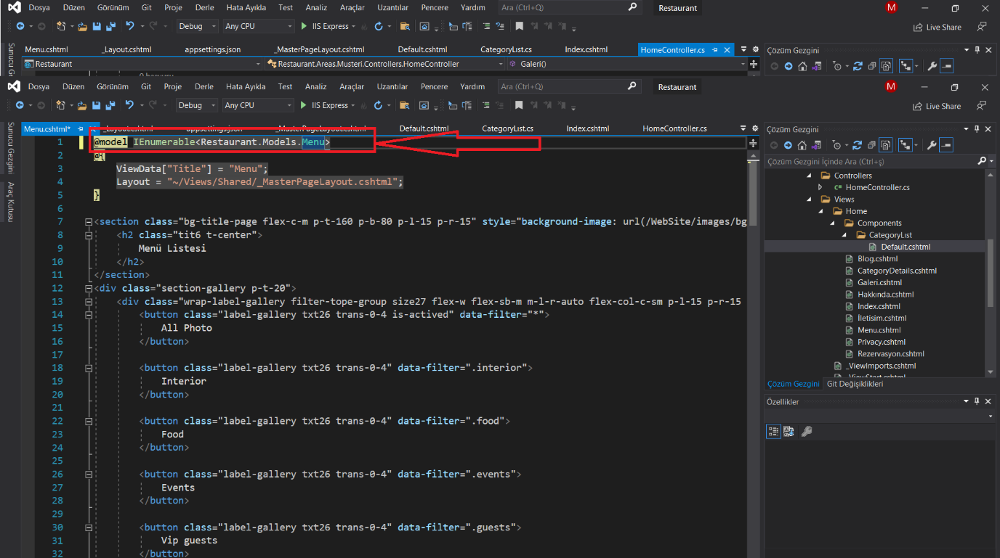 Dosya Düzen Görünüm Git Proje Derle Hata Ayıkla Test Analiz Araçlar Uzantılar Pencere Yardım Ara (Ctrl+Q) Restaurant M
Debug Any CPU IIS Express Live Share
Sunucu G
Menu.cshtml _Layout.cshtml appsettings.json _MasterPageLayout.cshtml Default.cshtml CategoryLıst.cs Index.cshtml HomeController.cs
Çözüm Gezgini
Restaurant Restaurant.Areas.Musteri.Controllers.HomeController Galeri()
0 başvuru
Dosya Düzen Görünüm Git Proje Derle Hata Ayıkla Test Analiz Araçlar Uzantılar Pencere Yardım Ara (Ctrl+Q) Restaurant M
Debug Any CPU IIS Express Live Share
Sunucu Gezgini
Araç Kutusu
Menu.cshtml* _Layout.cshtml appsettings.json _MasterPageLayout.cshtml Default.cshtml CategoryLıst.cs Index.cshtml HomeController.cs
1 @model IEnumerable<Restaurant.Models.Menu>
2 @{
3 ViewData["Title"] = "Menu";
4 Layout = "~/Views/Shared/_MasterPageLayout.cshtml";
5 }
6
7 <section class="bg-title-page flex-c-m p-t-160 p-b-80 p-l-15 p-r-15" style="background-image: url(/WebSite/images/bg
8 <h2 class="tit6 t-center">
9 Menü Listesi
10 </h2>
11 </section>
12 <div class="section-gallery p-t-20">
13 <div class="wrap-label-gallery filter-tope-group size27 flex-w flex-sb-m m-l-r-auto flex-col-c-sm p-l-15 p-r-15
14 <button class="label-gallery txt26 trans-0-4 is-actived" data-filter="*">
15 All Photo
16 </button>
17
18 <button class="label-gallery txt26 trans-0-4" data-filter=".interior">
19 Interior
20 </button>
21
22 <button class="label-gallery txt26 trans-0-4" data-filter=".food">
23 Food
24 </button>
25
26 <button class="label-gallery txt26 trans-0-4" data-filter=".events">
27 Events
28 </button>
29
30 <button class="label-gallery txt26 trans-0-4" data-filter=".guests">
31 Vip guests
32 </button>
Çözüm Gezgini
Çözüm Gezgini İçinde Ara (Ctrl+ş)
Controllers
C# HomeController.cs
Views
Home
Components
CategoryLıst
Default.cshtml
Blog.cshtml
CategoryDetails.cshtml
Galeri.cshtml
Hakkında.cshtml
Index.cshtml
Iletisim.cshtml
Menu.cshtml
Privacy.cshtml
Rezervasyon.cshtml
_ViewImports.cshtml
_ViewStart.cshtml
Çözüm Gezgini Git Değişiklikleri
Özellikler